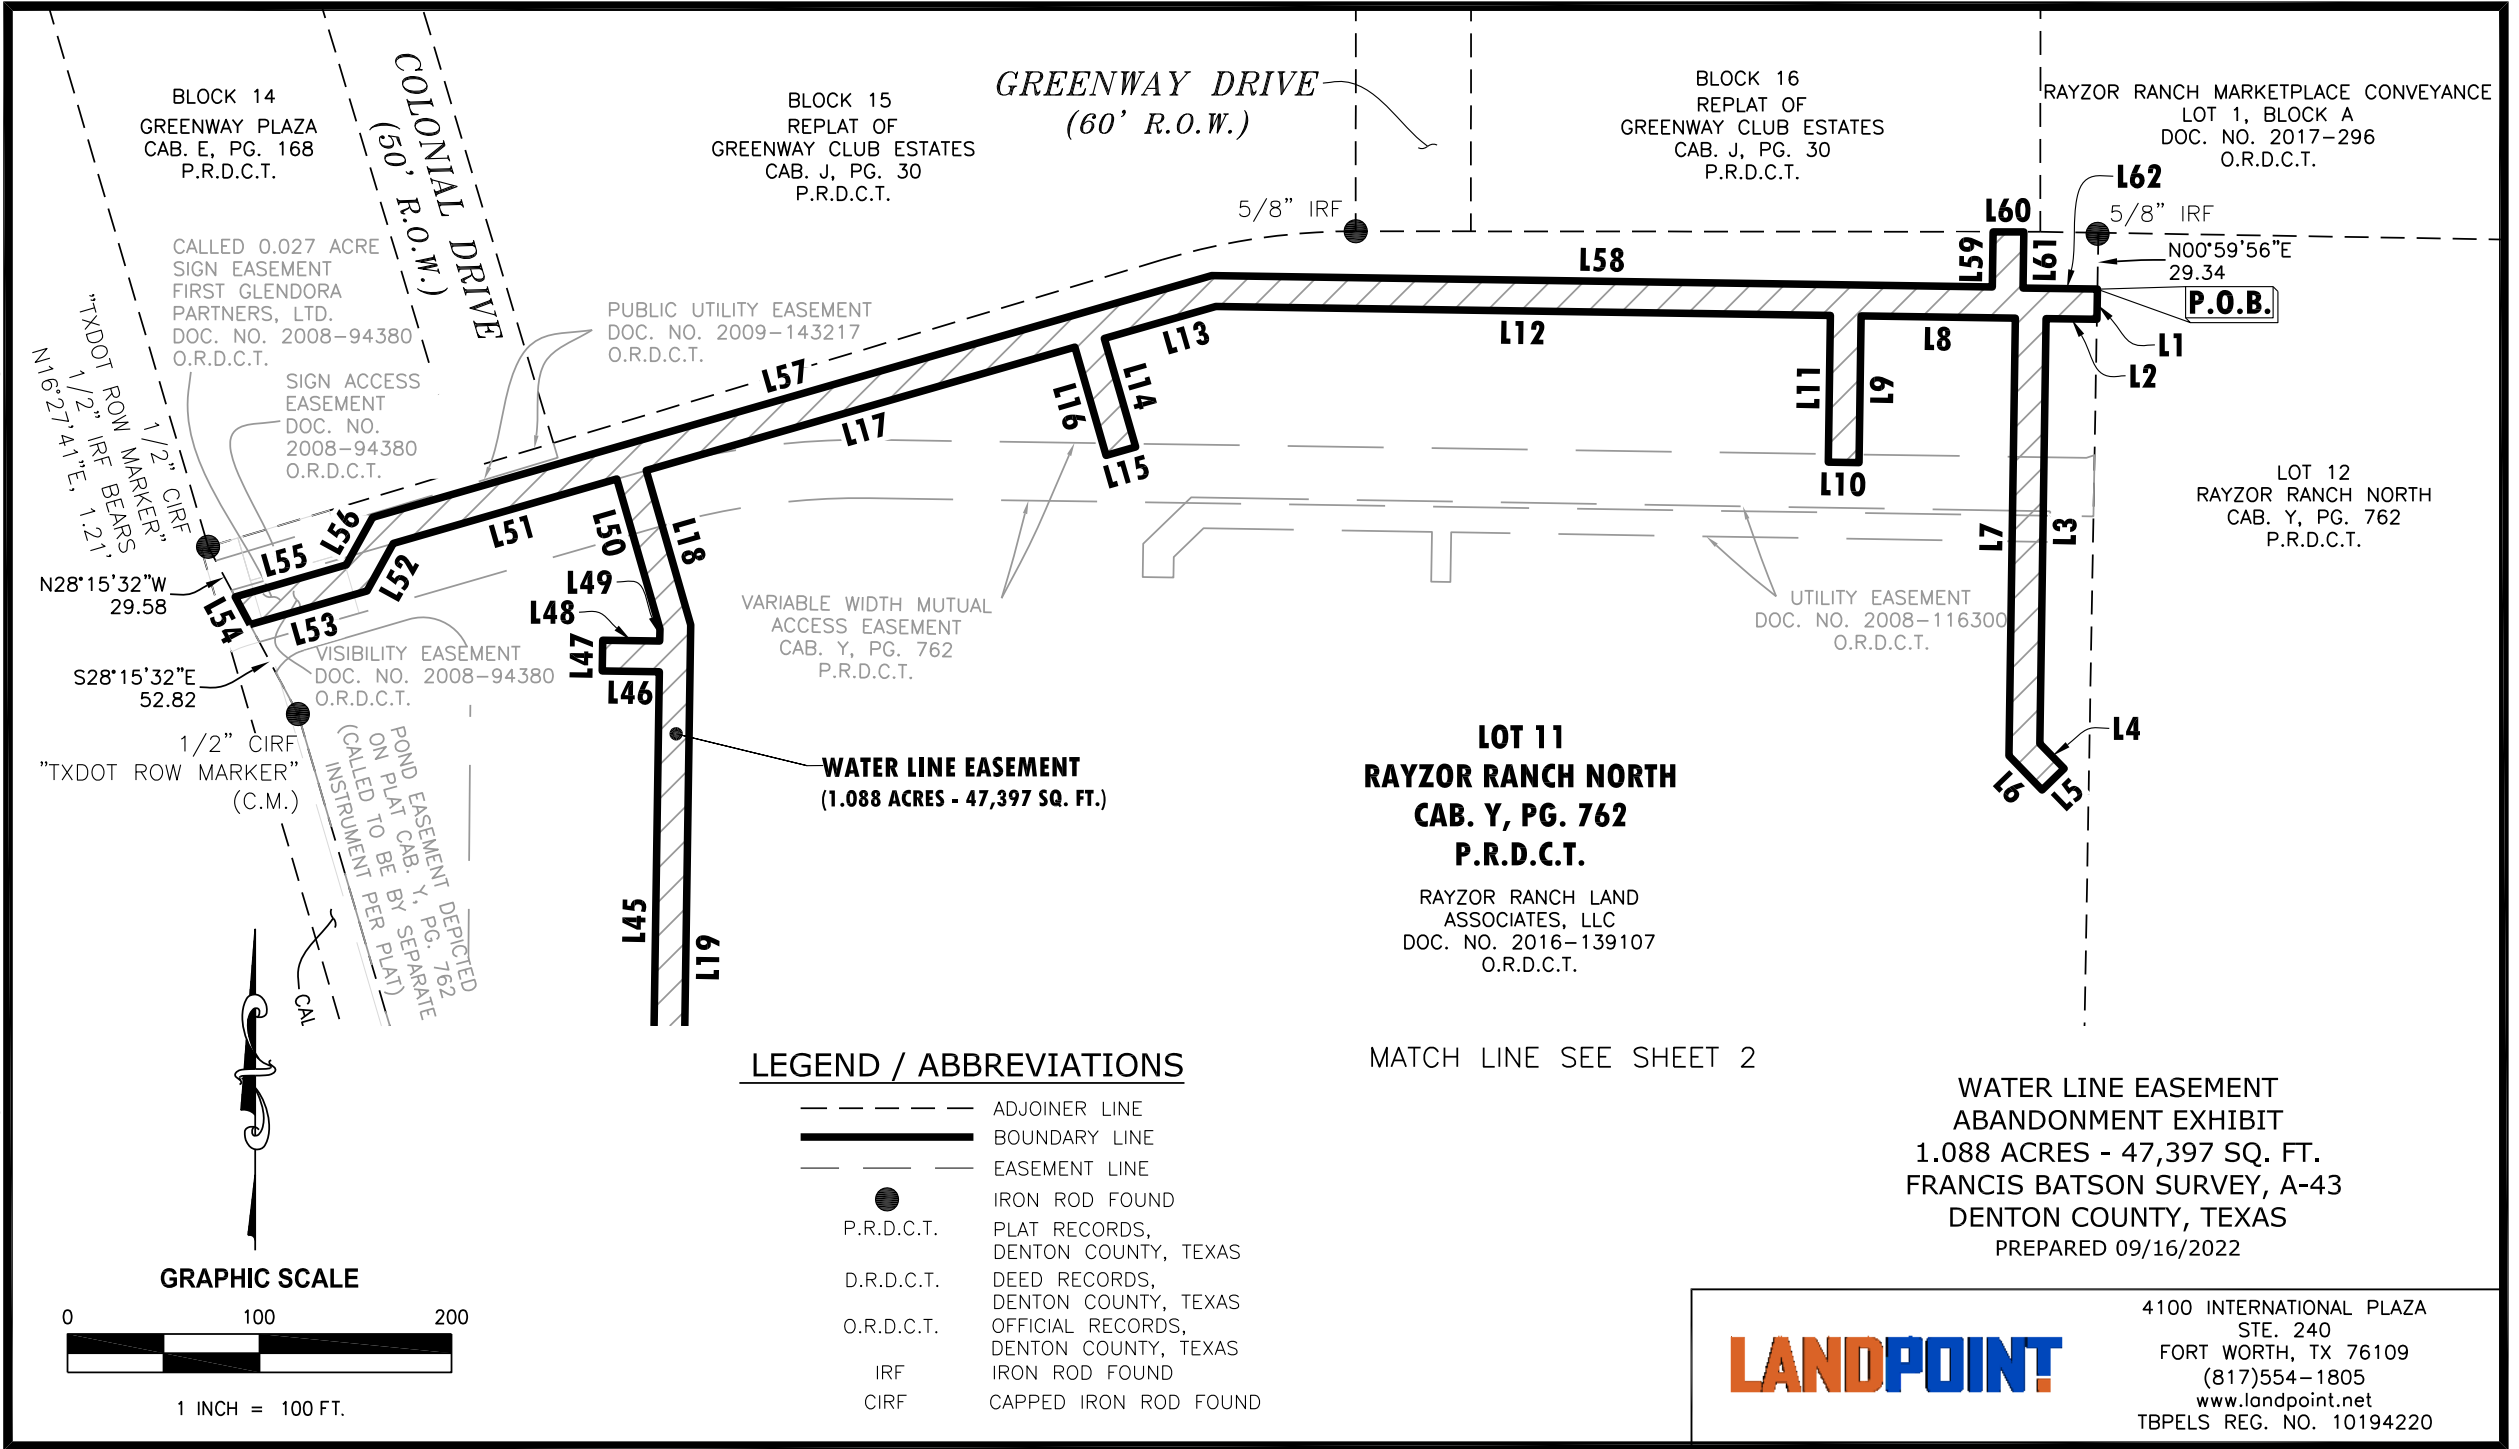 BLOCK 14
GREENWAY PLAZA
CAB. E, PG. 168
P.R.D.C.T.
COLONIAL DRIVE
(50' R.O.W.)
BLOCK 15
REPLAT OF
GREENWAY CLUB ESTATES
CAB. J, PG. 30
P.R.D.C.T.
GREENWAY DRIVE
(60' R.O.W.)
BLOCK 16
REPLAT OF
GREENWAY CLUB ESTATES
CAB. J, PG. 30
P.R.D.C.T.
RAYZOR RANCH MARKETPLACE CONVEYANCE
LOT 1, BLOCK A
DOC. NO. 2017-296
O.R.D.C.T.
5/8" IRF
L60
L62
5/8" IRF
N00°59'56"E
29.34
P.O.B.
L59
L61
L58
L1
L2
L12
L8
L13
L14
L16
L15
L11
L9
L10
L57
L17
CALLED 0.027 ACRE
SIGN EASEMENT
FIRST GLENDORA
PARTNERS, LTD.
DOC. NO. 2008-94380
O.R.D.C.T.
SIGN ACCESS
EASEMENT
DOC. NO.
2008-94380
O.R.D.C.T.
PUBLIC UTILITY EASEMENT
DOC. NO. 2009-143217
O.R.D.C.T.
1/2" CIRF
"TXDOT ROW MARKER"
1/2" IRF BEARS
N16°27'41"E, 1.21'
N28°15'32"W
29.58
L55
L56
L54
L53
L52
L51
L50
L18
L49
L48
L47
L46
L45
L19
S28°15'32"E
52.82
VISIBILITY EASEMENT
DOC. NO. 2008-94380
O.R.D.C.T.
1/2" CIRF
"TXDOT ROW MARKER"
(C.M.)
POND EASEMENT DEPICTED
ON PLAT CAB. Y, PG. 762
(CALLED TO BE BY SEPARATE
INSTRUMENT PER PLAT)
CAL
VARIABLE WIDTH MUTUAL
ACCESS EASEMENT
CAB. Y, PG. 762
P.R.D.C.T.
WATER LINE EASEMENT
(1.088 ACRES - 47,397 SQ. FT.)
UTILITY EASEMENT
DOC. NO. 2008-116300
O.R.D.C.T.
LOT 12
RAYZOR RANCH NORTH
CAB. Y, PG. 762
P.R.D.C.T.
L7
L3
L4
L5
L6
LOT 11
RAYZOR RANCH NORTH
CAB. Y, PG. 762
P.R.D.C.T.
RAYZOR RANCH LAND
ASSOCIATES, LLC
DOC. NO. 2016-139107
O.R.D.C.T.
MATCH LINE SEE SHEET 2
GRAPHIC SCALE
0 100 200
1 INCH = 100 FT.
LEGEND / ABBREVIATIONS
ADJOINER LINE
BOUNDARY LINE
EASEMENT LINE
IRON ROD FOUND
P.R.D.C.T. PLAT RECORDS,
DENTON COUNTY, TEXAS
D.R.D.C.T. DEED RECORDS,
DENTON COUNTY, TEXAS
O.R.D.C.T. OFFICIAL RECORDS,
DENTON COUNTY, TEXAS
IRF IRON ROD FOUND
CIRF CAPPED IRON ROD FOUND
WATER LINE EASEMENT
ABANDONMENT EXHIBIT
1.088 ACRES - 47,397 SQ. FT.
FRANCIS BATSON SURVEY, A-43
DENTON COUNTY, TEXAS
PREPARED 09/16/2022
LANDPOINT
4100 INTERNATIONAL PLAZA
STE. 240
FORT WORTH, TX 76109
(817)554-1805
www.landpoint.net
TBPELS REG. NO. 10194220